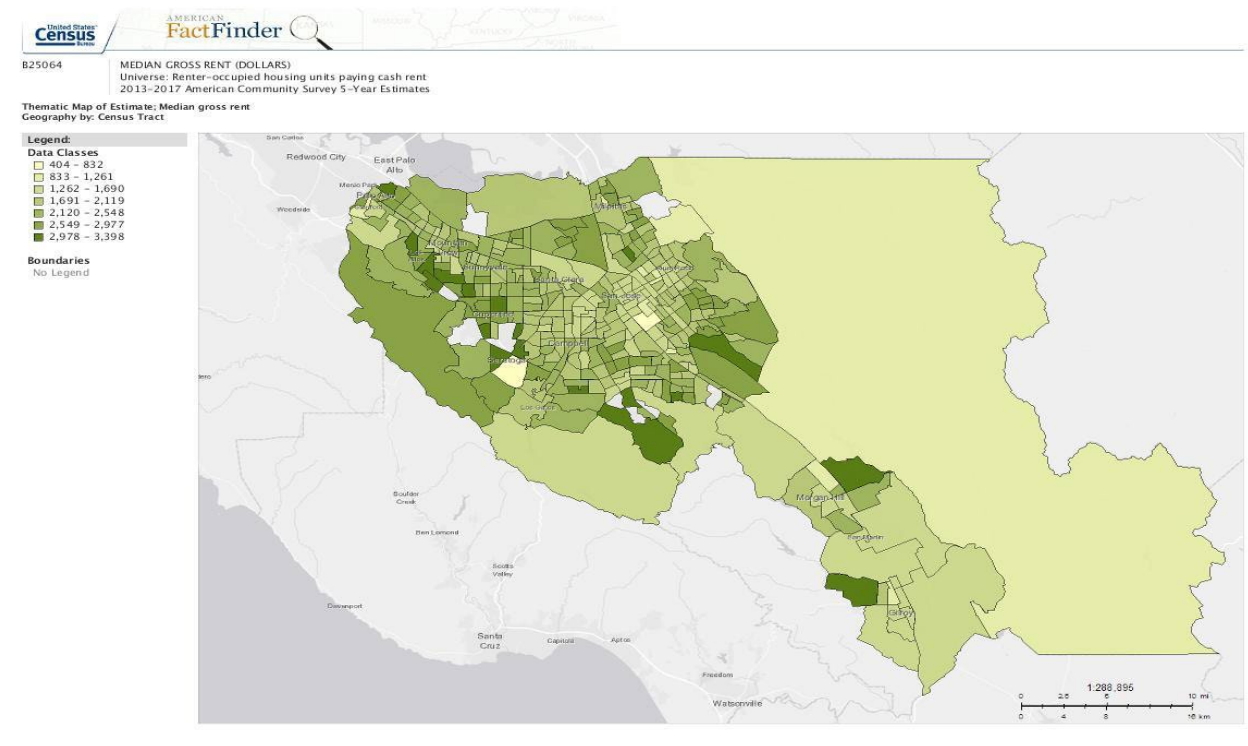 United States®
Census
Bureau
AMERICAN
FactFinder
B25064
MEDIAN GROSS RENT (DOLLARS)
Universe: Renter-occupied housing units paying cash rent
2013-2017 American Community Survey 5-Year Estimates
Thematic Map of Estimate; Median gross rent
Geography by: Census Tract
Legend:
Data Classes
404 - 832
833 - 1,261
1,262 - 1,690
1,691 - 2,119
2,120 - 2,548
2,549 - 2,977
2,978 - 3,398
Boundaries
No Legend
San Carlos
Redwood City
East Palo
Alto
Menlo Park
Woodside
Milpitas
Mountain
View
Sunnyvale
Santa Clara
San Jose
Cupertino
Campbell
Saratoga
Los Gatos
Morgan Hill
San Martin
Gilroy
Boulder
Creek
Ben Lomond
Scotts
Valley
Davenport
Santa
Cruz
Capitola
Aptos
Freedom
Watsonville
1:288,895
0
10 mi
0 4 8 16 km